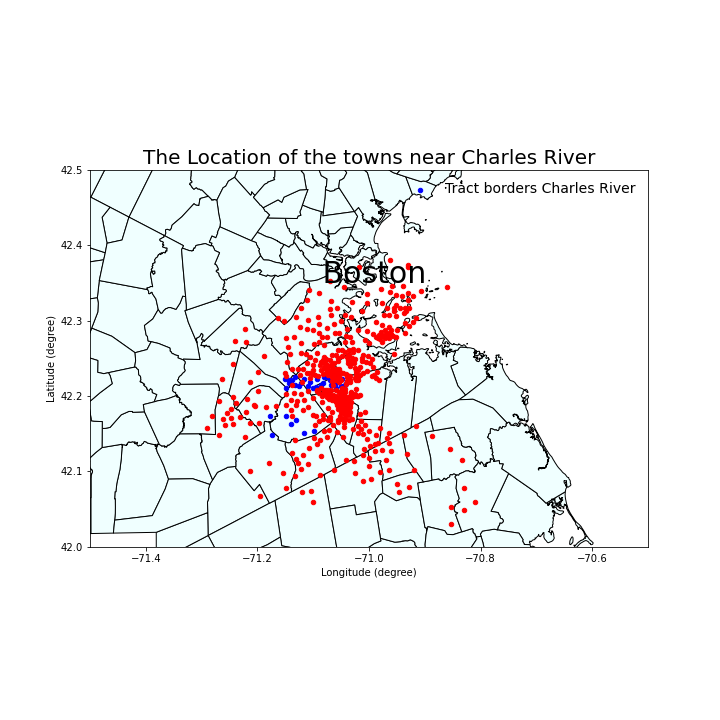 The Location of the towns near Charles River
42.5
42.4
42.3
42.2
42.1
42.0
Latitude (degree)
Tract borders Charles River
Boston
−71.4
−71.2
−71.0
−70.8
−70.6
Longitude (degree)